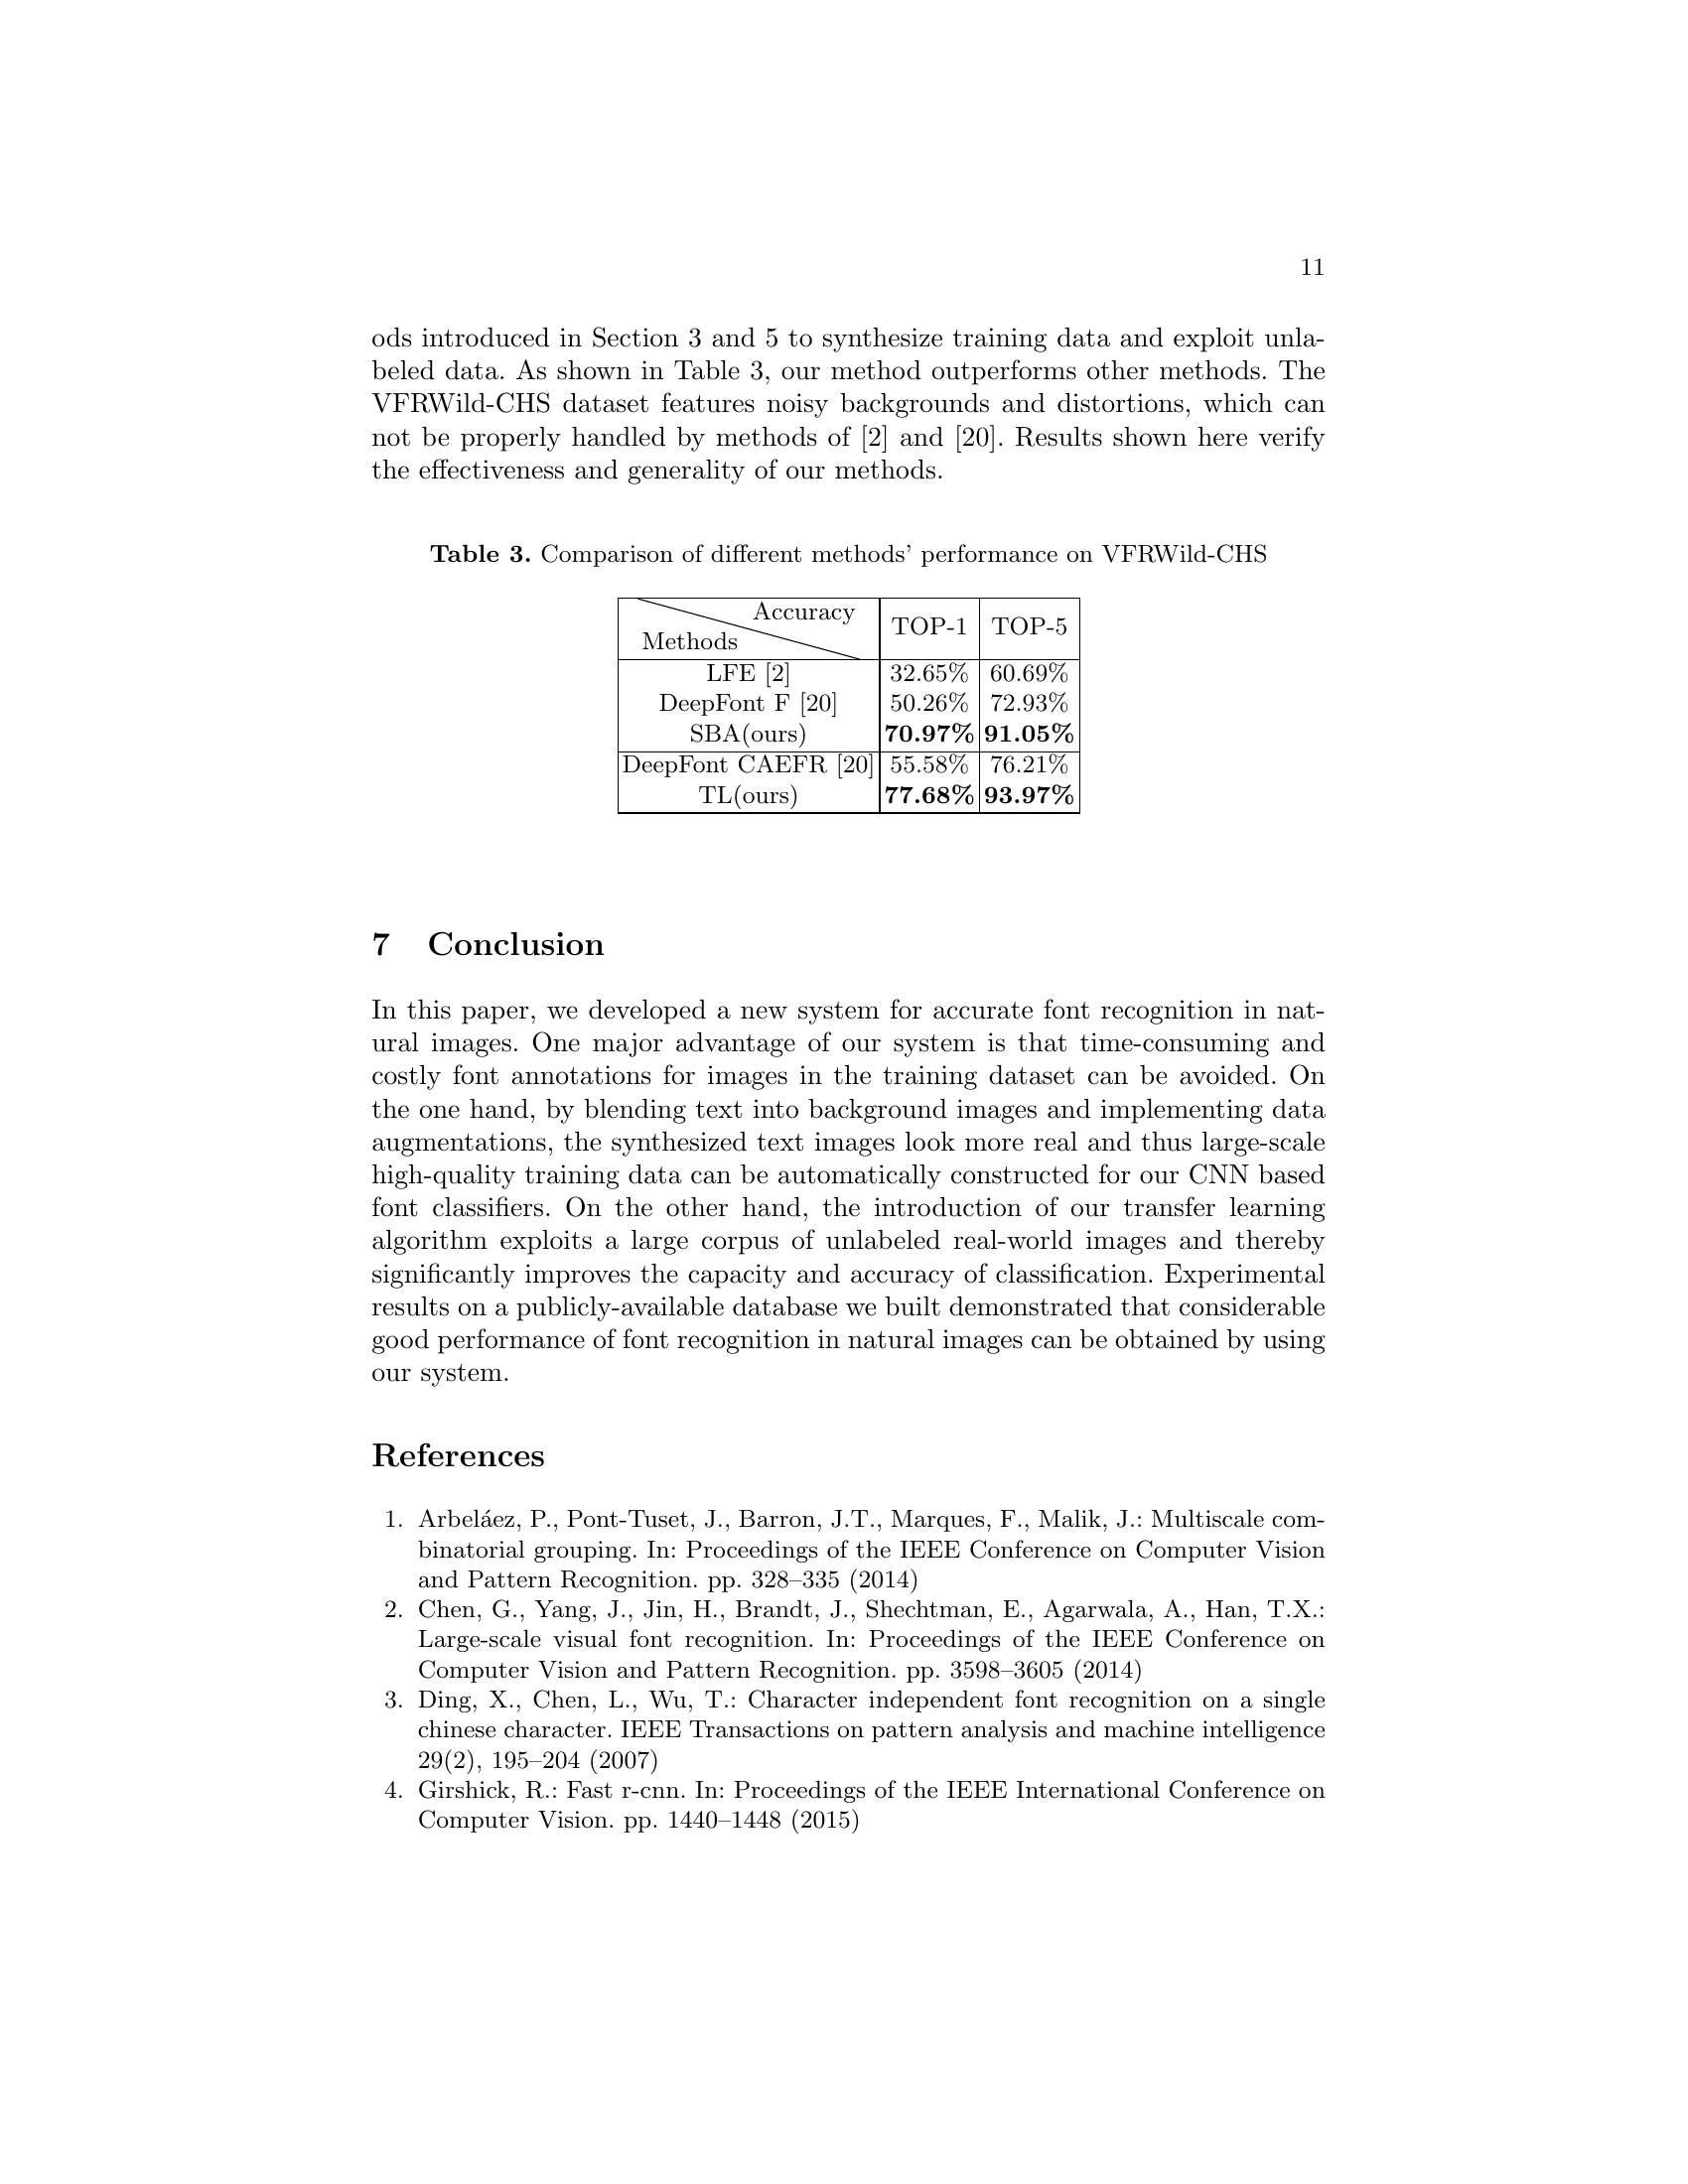 11
ods introduced in Section 3 and 5 to synthesize training data and exploit unla-
beled data. As shown in Table 3, our method outperforms other methods. The
VFRWild-CHS dataset features noisy backgrounds and distortions, which can
not be properly handled by methods of [2] and [20]. Results shown here verify
the effectiveness and generality of our methods.
Table 3. Comparison of different methods' performance on VFRWild-CHS
Accuracy
Methods
TOP-1 TOP-5
LFE [2] 32.65% 60.69%
DeepFont F [20] 50.26% 72.93%
SBA(ours) 70.97% 91.05%
DeepFont CAEFR [20] 55.58% 76.21%
TL(ours) 77.68% 93.97%
7 Conclusion
In this paper, we developed a new system for accurate font recognition in nat-
ural images. One major advantage of our system is that time-consuming and
costly font annotations for images in the training dataset can be avoided. On
the one hand, by blending text into background images and implementing data
augmentations, the synthesized text images look more real and thus large-scale
high-quality training data can be automatically constructed for our CNN based
font classifiers. On the other hand, the introduction of our transfer learning
algorithm exploits a large corpus of unlabeled real-world images and thereby
significantly improves the capacity and accuracy of classification. Experimental
results on a publicly-available database we built demonstrated that considerable
good performance of font recognition in natural images can be obtained by using
our system.
References
1. Arbeláez, P., Pont-Tuset, J., Barron, J.T., Marques, F., Malik, J.: Multiscale com-
binatorial grouping. In: Proceedings of the IEEE Conference on Computer Vision
and Pattern Recognition. pp. 328–335 (2014)
2. Chen, G., Yang, J., Jin, H., Brandt, J., Shechtman, E., Agarwala, A., Han, T.X.:
Large-scale visual font recognition. In: Proceedings of the IEEE Conference on
Computer Vision and Pattern Recognition. pp. 3598–3605 (2014)
3. Ding, X., Chen, L., Wu, T.: Character independent font recognition on a single
chinese character. IEEE Transactions on pattern analysis and machine intelligence
29(2), 195–204 (2007)
4. Girshick, R.: Fast r-cnn. In: Proceedings of the IEEE International Conference on
Computer Vision. pp. 1440–1448 (2015)